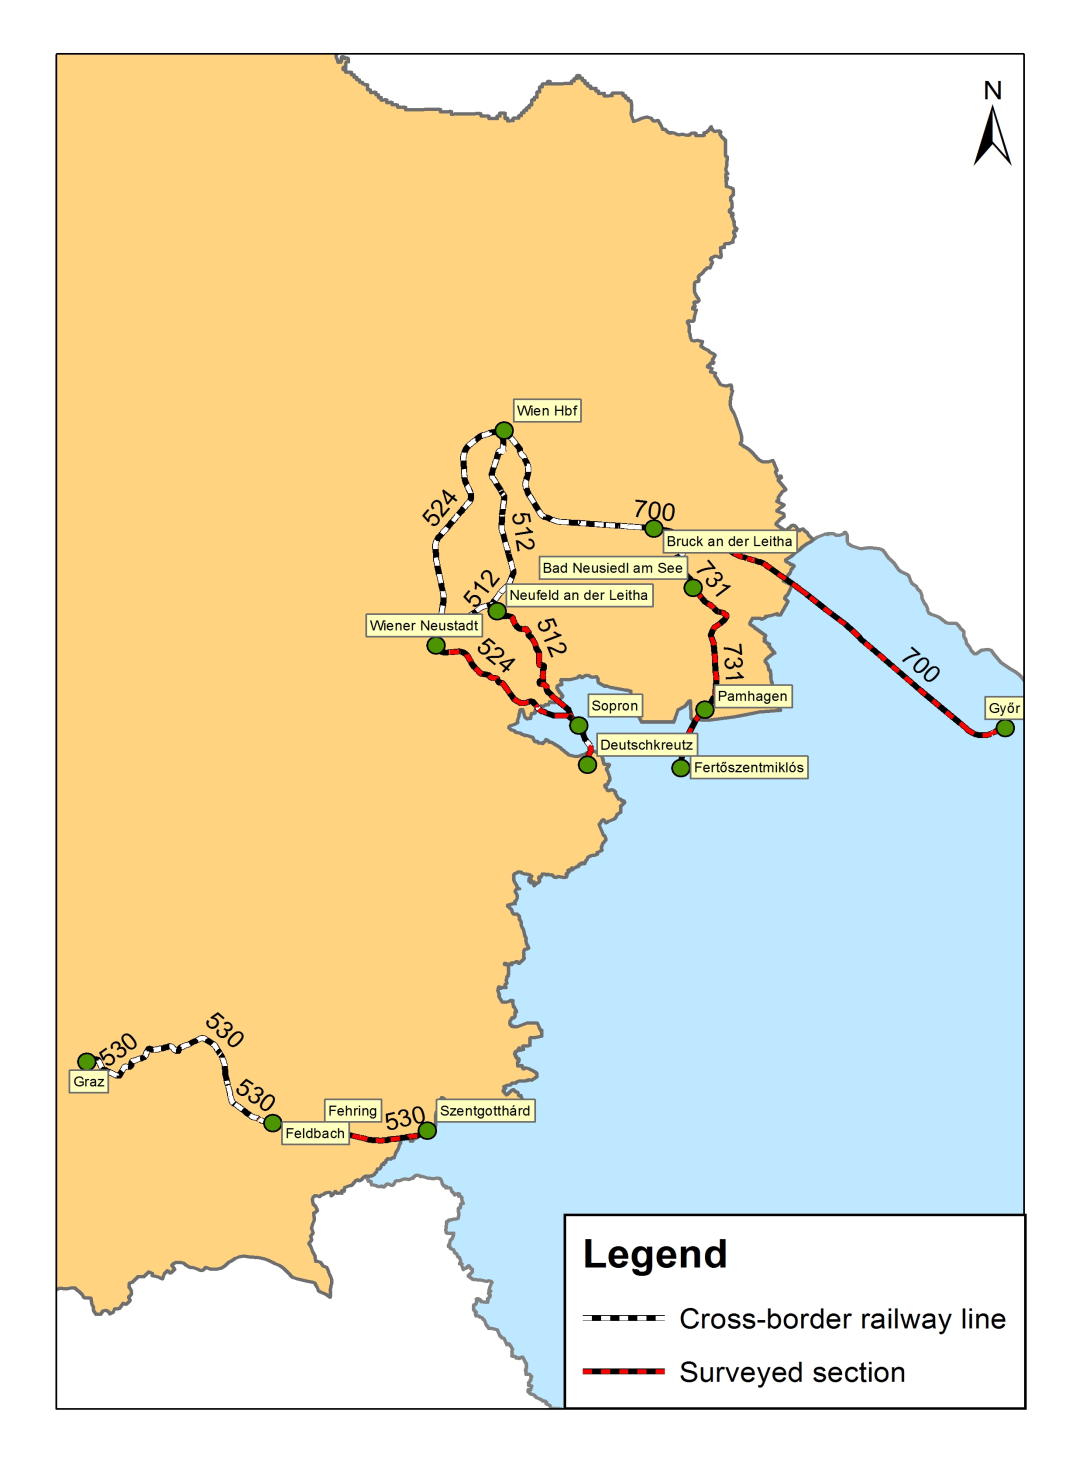 N
Wien Hbf
524
512
700
Bruck an der Leitha
Bad Neusiedl am See
731
512
Neufeld an der Leitha
Wiener Neustadt
512
524
731
700
Pamhagen
Sopron
Győr
Deutschkreutz
Fertőszentmiklós
530
530
Graz
530
Fehring
530
Szentgotthárd
Feldbach
Legend
Cross-border railway line
Surveyed section